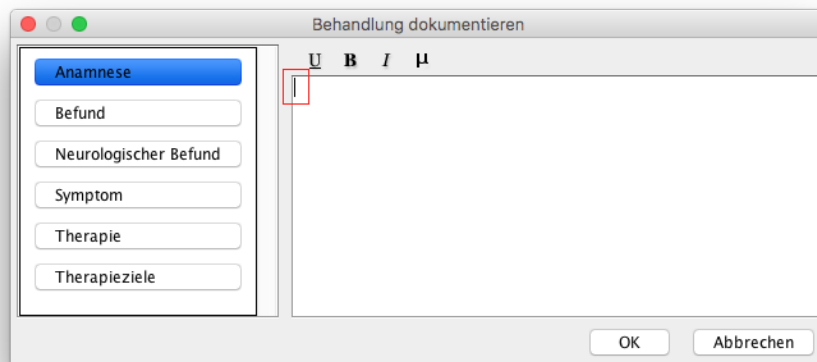 Behandlung dokumentieren
Anamnese
Befund
Neurologischer Befund
Symptom
Therapie
Therapieziele
U B I µ
OK Abbrechen